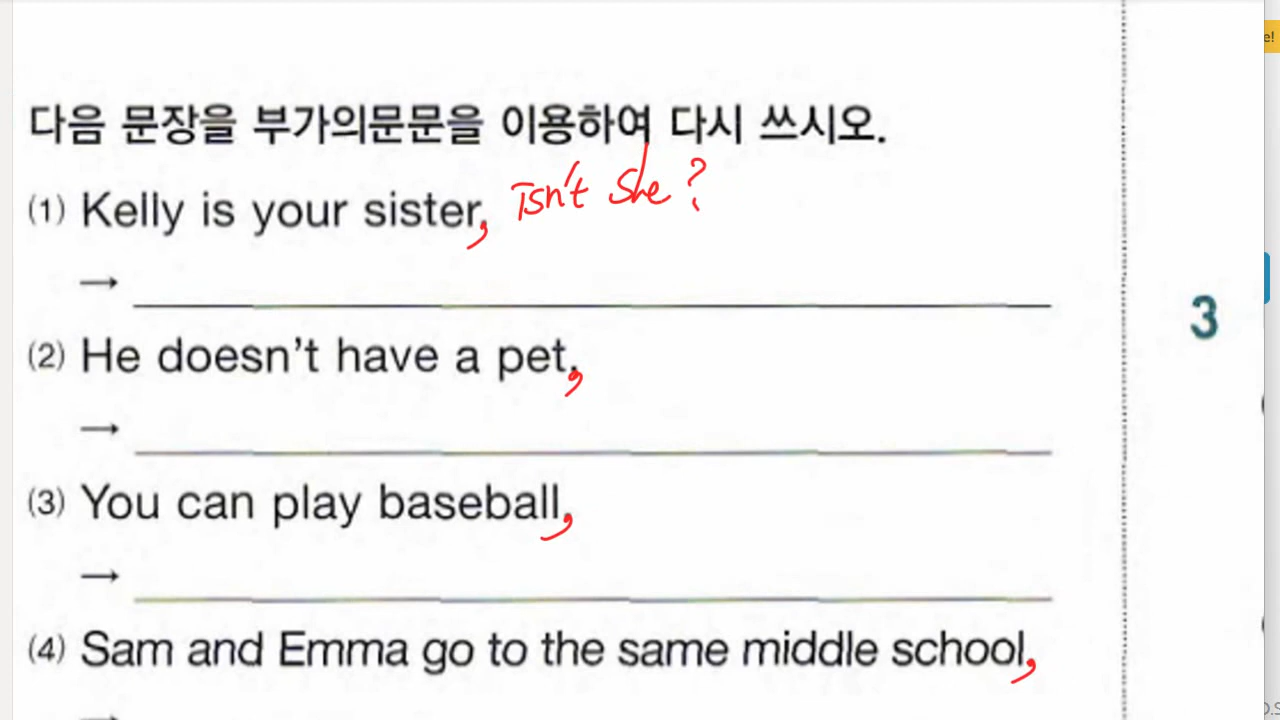 e!
다음 문장을 부가의문문을 이용하여 다시 쓰시오.
(1) Kelly is your sister, isn't she?
→
(2) He doesn't have a pet,
→
3
(3) You can play baseball,
→
(4) Sam and Emma go to the same middle school,
→